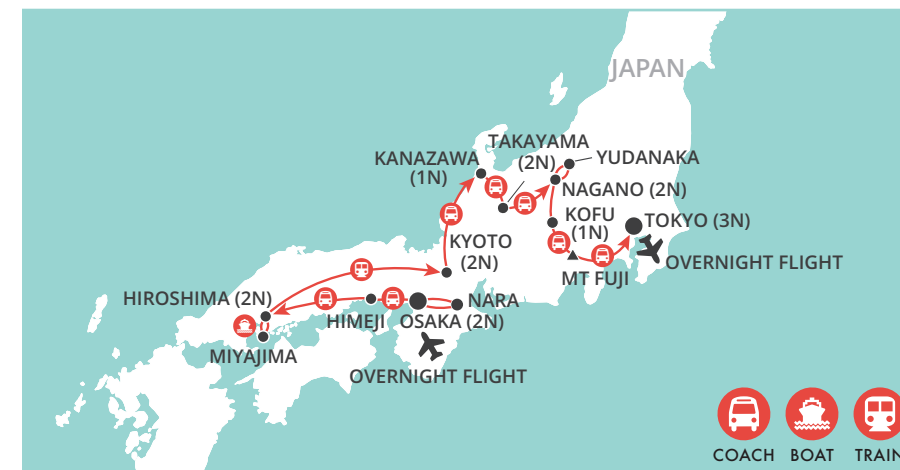 JAPAN
TAKAYAMA
(2N)
KANAZAWA
(1N)
YUDANAKA
NAGANO (2N)
KOFU
(1N)
TOKYO (3N)
KYOTO
(2N)
OVERNIGHT FLIGHT
MT FUJI
HIROSHIMA (2N)
NARA
HIMEJI
OSAKA (2N)
MIYAJIMA
OVERNIGHT FLIGHT
COACH BOAT TRAIN